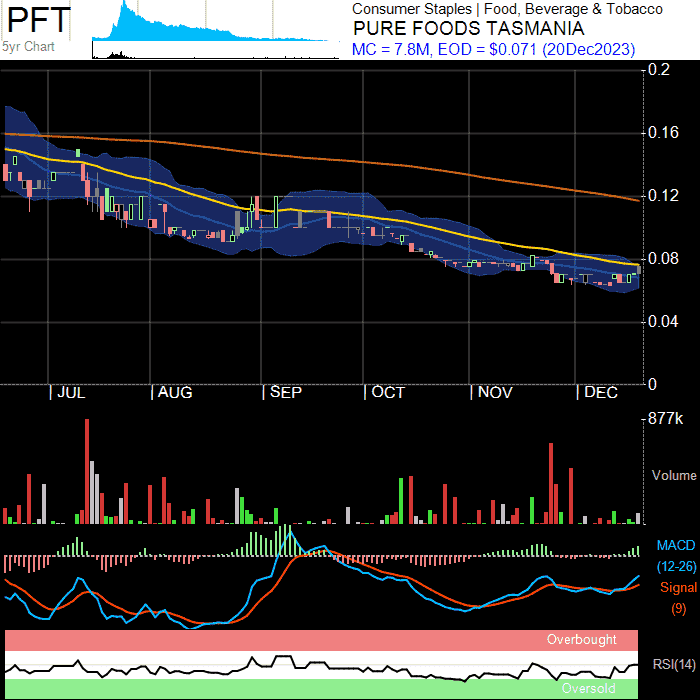 PFT
5yr Chart
Consumer Staples | Food, Beverage & Tobacco
PURE FOODS TASMANIA
MC = 7.8M, EOD = $0.071 (20Dec2023)
0.2
0.16
0.12
0.08
0.04
0
| JUL | AUG | SEP | OCT | NOV | DEC
877k
Volume
MACD
(12-26)
Signal
(9)
Overbought
RSI(14)
Oversold